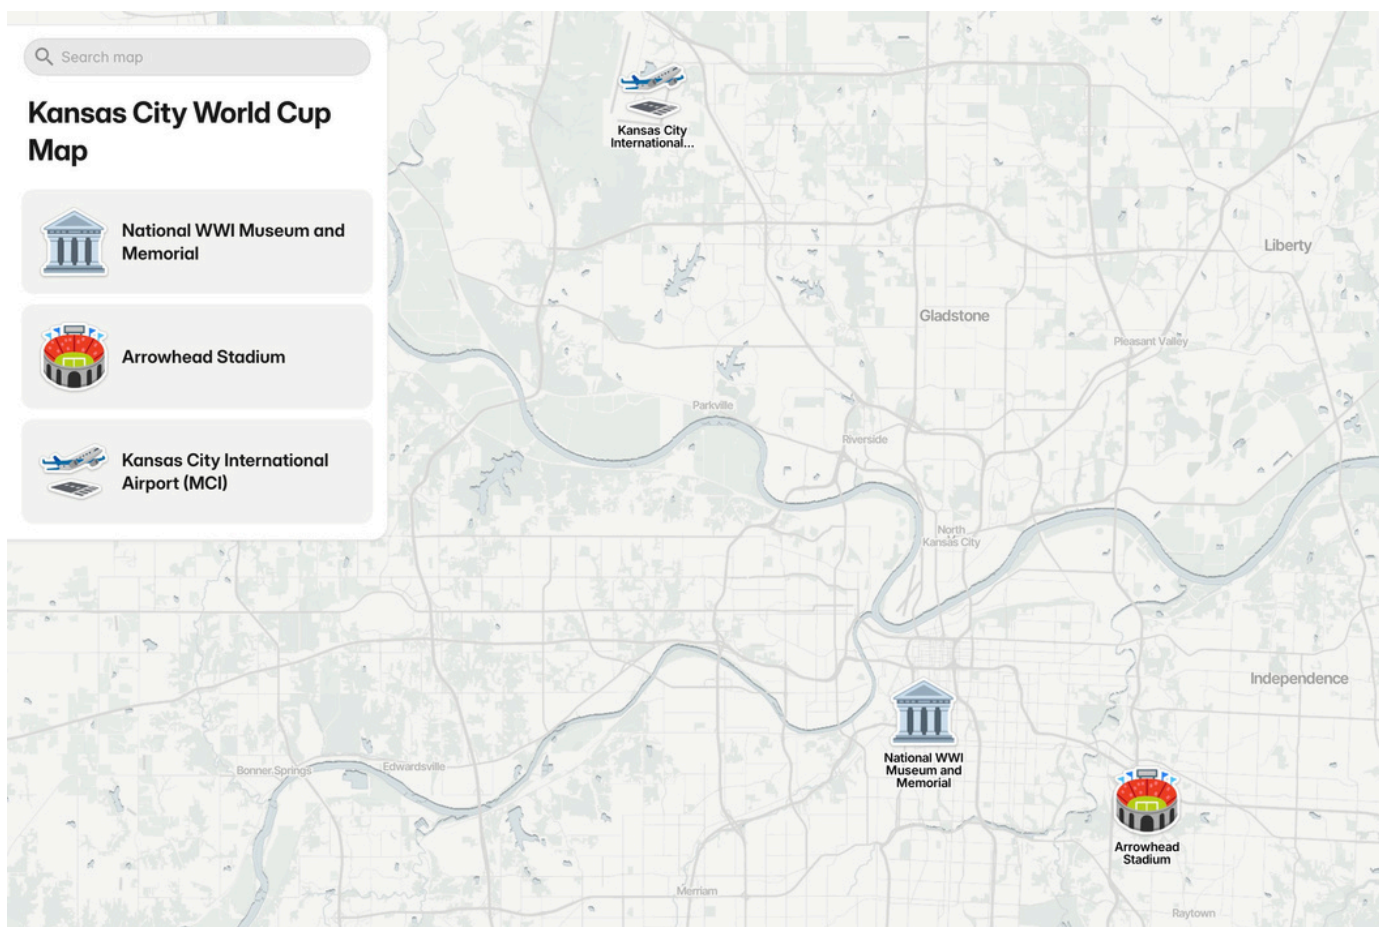 Search map
Kansas City World Cup
Map
National WWI Museum and
Memorial
Arrowhead Stadium
Kansas City International
Airport (MCI)
Kansas City
International...
Liberty
Gladstone
Pleasant Valley
Parkville
Riverside
North
Kansas City
Independence
National WWI
Museum and
Memorial
Bonner Springs
Edwardsville
Arrowhead
Stadium
Merriam
Raytown